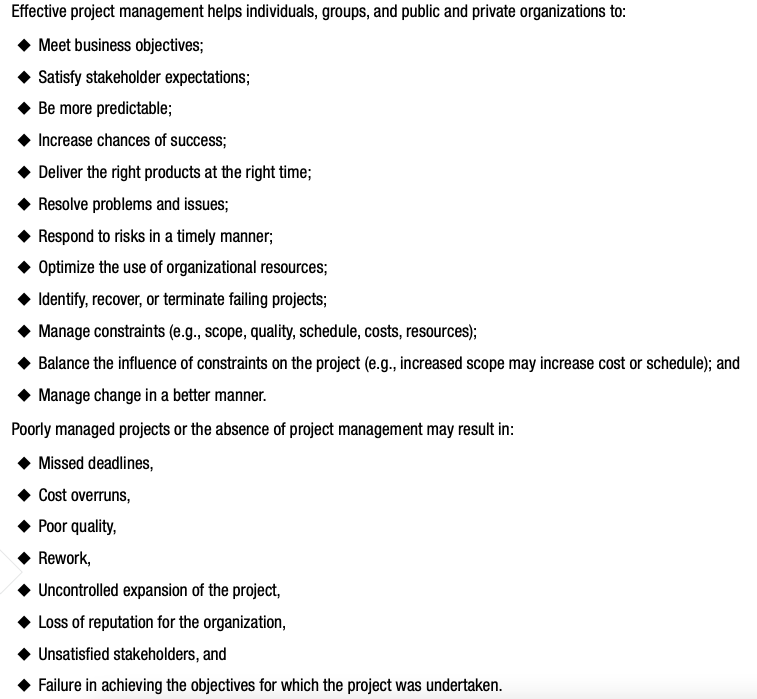 Effective project management helps individuals, groups, and public and private organizations to:
◆ Meet business objectives;
◆ Satisfy stakeholder expectations;
◆ Be more predictable;
◆ Increase chances of success;
◆ Deliver the right products at the right time;
◆ Resolve problems and issues;
◆ Respond to risks in a timely manner;
◆ Optimize the use of organizational resources;
◆ Identify, recover, or terminate failing projects;
◆ Manage constraints (e.g., scope, quality, schedule, costs, resources);
◆ Balance the influence of constraints on the project (e.g., increased scope may increase cost or schedule); and
◆ Manage change in a better manner.
Poorly managed projects or the absence of project management may result in:
◆ Missed deadlines,
◆ Cost overruns,
◆ Poor quality,
◆ Rework,
◆ Uncontrolled expansion of the project,
◆ Loss of reputation for the organization,
◆ Unsatisfied stakeholders, and
◆ Failure in achieving the objectives for which the project was undertaken.